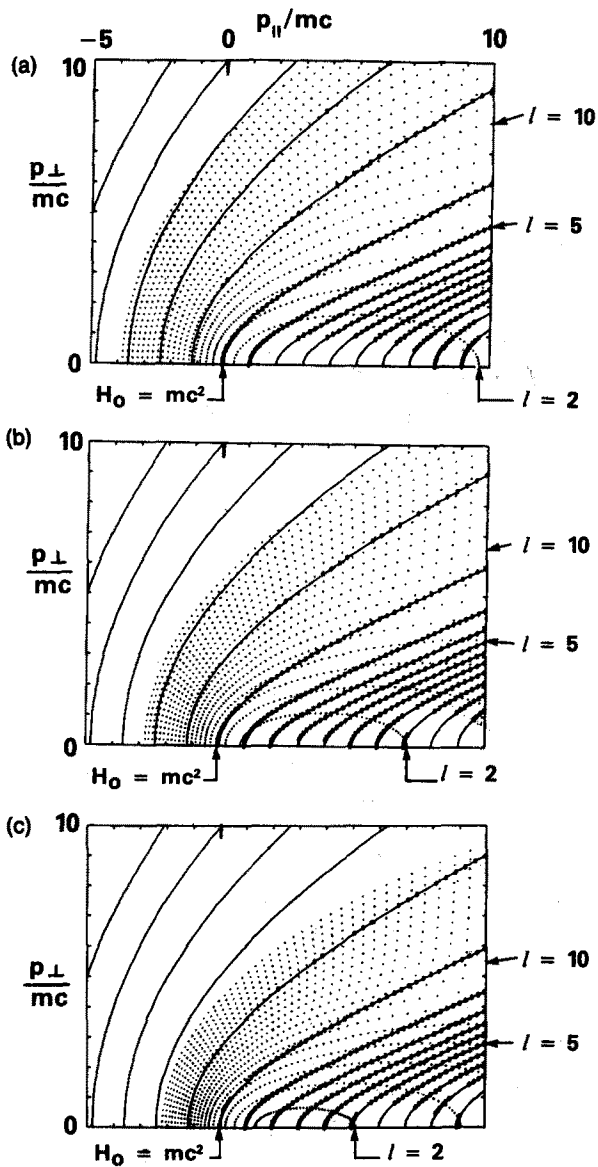 p||/mc
-5 0 10
(a) 10
l = 10
p⊥
mc
l = 5
0
H₀ = mc²
l = 2
(b) 10
l = 10
p⊥
mc
l = 5
0
H₀ = mc²
l = 2
(c) 10
l = 10
p⊥
mc
l = 5
0
H₀ = mc²
l = 2